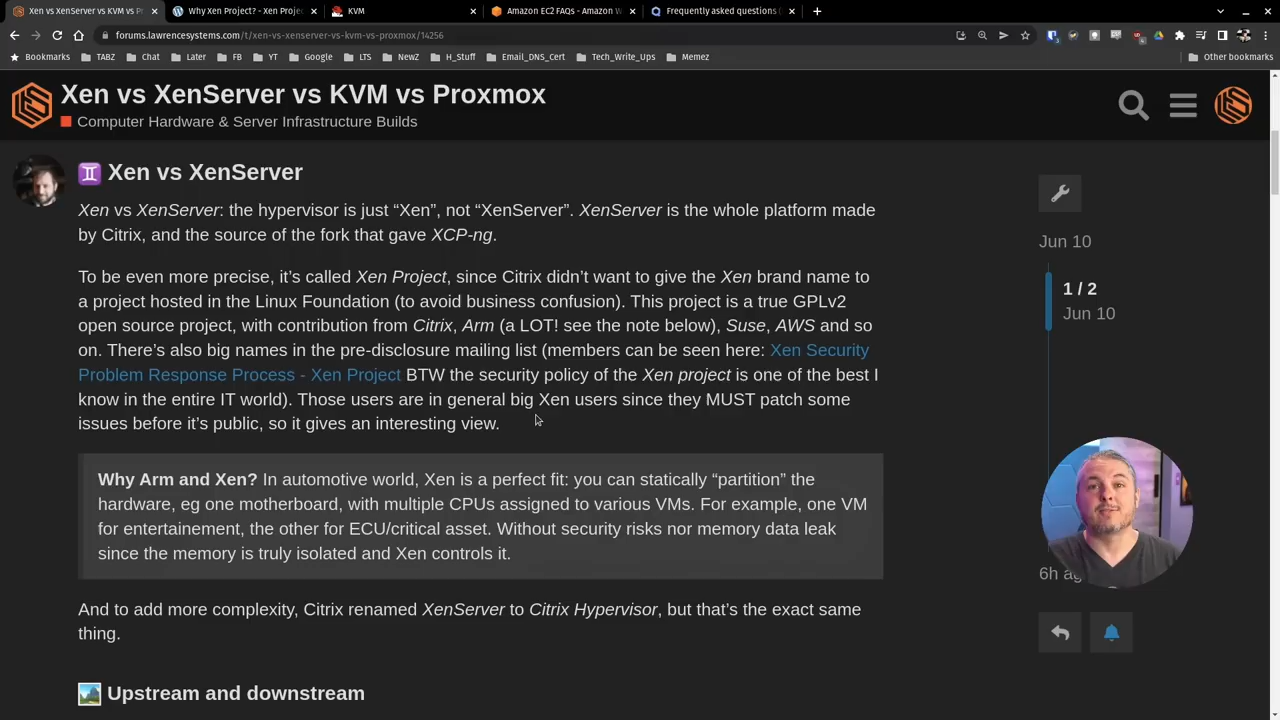 Xen vs XenServer vs KVM vs P
Why Xen Project? - Xen Projec
KVM
Amazon EC2 FAQs - Amazon W
Frequently asked questions (
forums.lawrencesystems.com/t/xen-vs-xenserver-vs-kvm-vs-proxmox/14256
Bookmarks TABZ Chat Later FB YT Google LTS NewZ H_Stuff Email_DNS_Cert Tech_Write_Ups Memez Other bookmarks
Xen vs XenServer vs KVM vs Proxmox
Computer Hardware & Server Infrastructure Builds
Xen vs XenServer
Xen vs XenServer: the hypervisor is just “Xen”, not “XenServer”. XenServer is the whole platform made
by Citrix, and the source of the fork that gave XCP-ng.
To be even more precise, it’s called Xen Project, since Citrix didn’t want to give the Xen brand name to
a project hosted in the Linux Foundation (to avoid business confusion). This project is a true GPLv2
open source project, with contribution from Citrix, Arm (a LOT! see the note below), Suse, AWS and so
on. There’s also big names in the pre-disclosure mailing list (members can be seen here: Xen Security
Problem Response Process - Xen Project BTW the security policy of the Xen project is one of the best I
know in the entire IT world). Those users are in general big Xen users since they MUST patch some
issues before it’s public, so it gives an interesting view.
Why Arm and Xen? In automotive world, Xen is a perfect fit: you can statically “partition” the
hardware, eg one motherboard, with multiple CPUs assigned to various VMs. For example, one VM
for entertainement, the other for ECU/critical asset. Without security risks nor memory data leak
since the memory is truly isolated and Xen controls it.
And to add more complexity, Citrix renamed XenServer to Citrix Hypervisor, but that’s the exact same
thing.
Upstream and downstream
Jun 10
1 / 2
Jun 10
6h ag